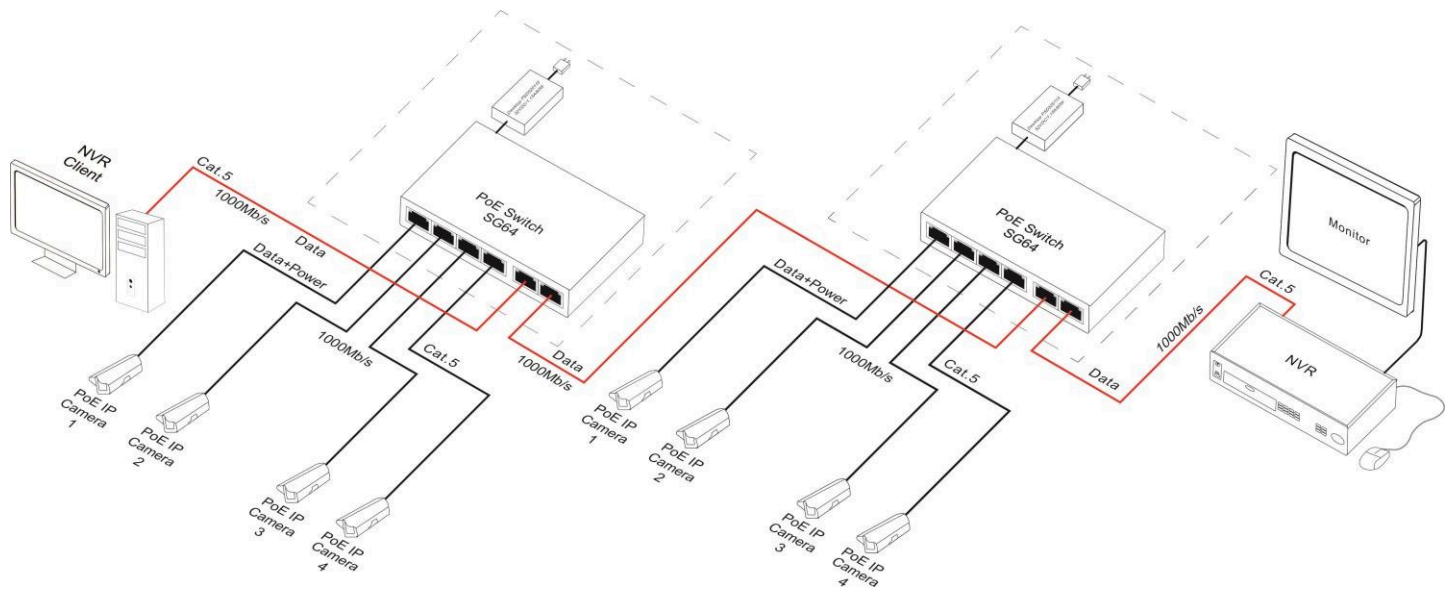 NVR
Client
Cat.5
1000Mb/s
Data
Data+Power
1000Mb/s
Cat.5
PoE Switch
SG64
Data
1000Mb/s
PoE IP
Camera
1
PoE IP
Camera
2
PoE IP
Camera
3
PoE IP
Camera
4
PoE Switch
SG64
Data+Power
1000Mb/s
Cat.5
Data
1000Mb/s
Cat.5
PoE IP
Camera
1
PoE IP
Camera
2
PoE IP
Camera
3
PoE IP
Camera
4
Monitor
NVR